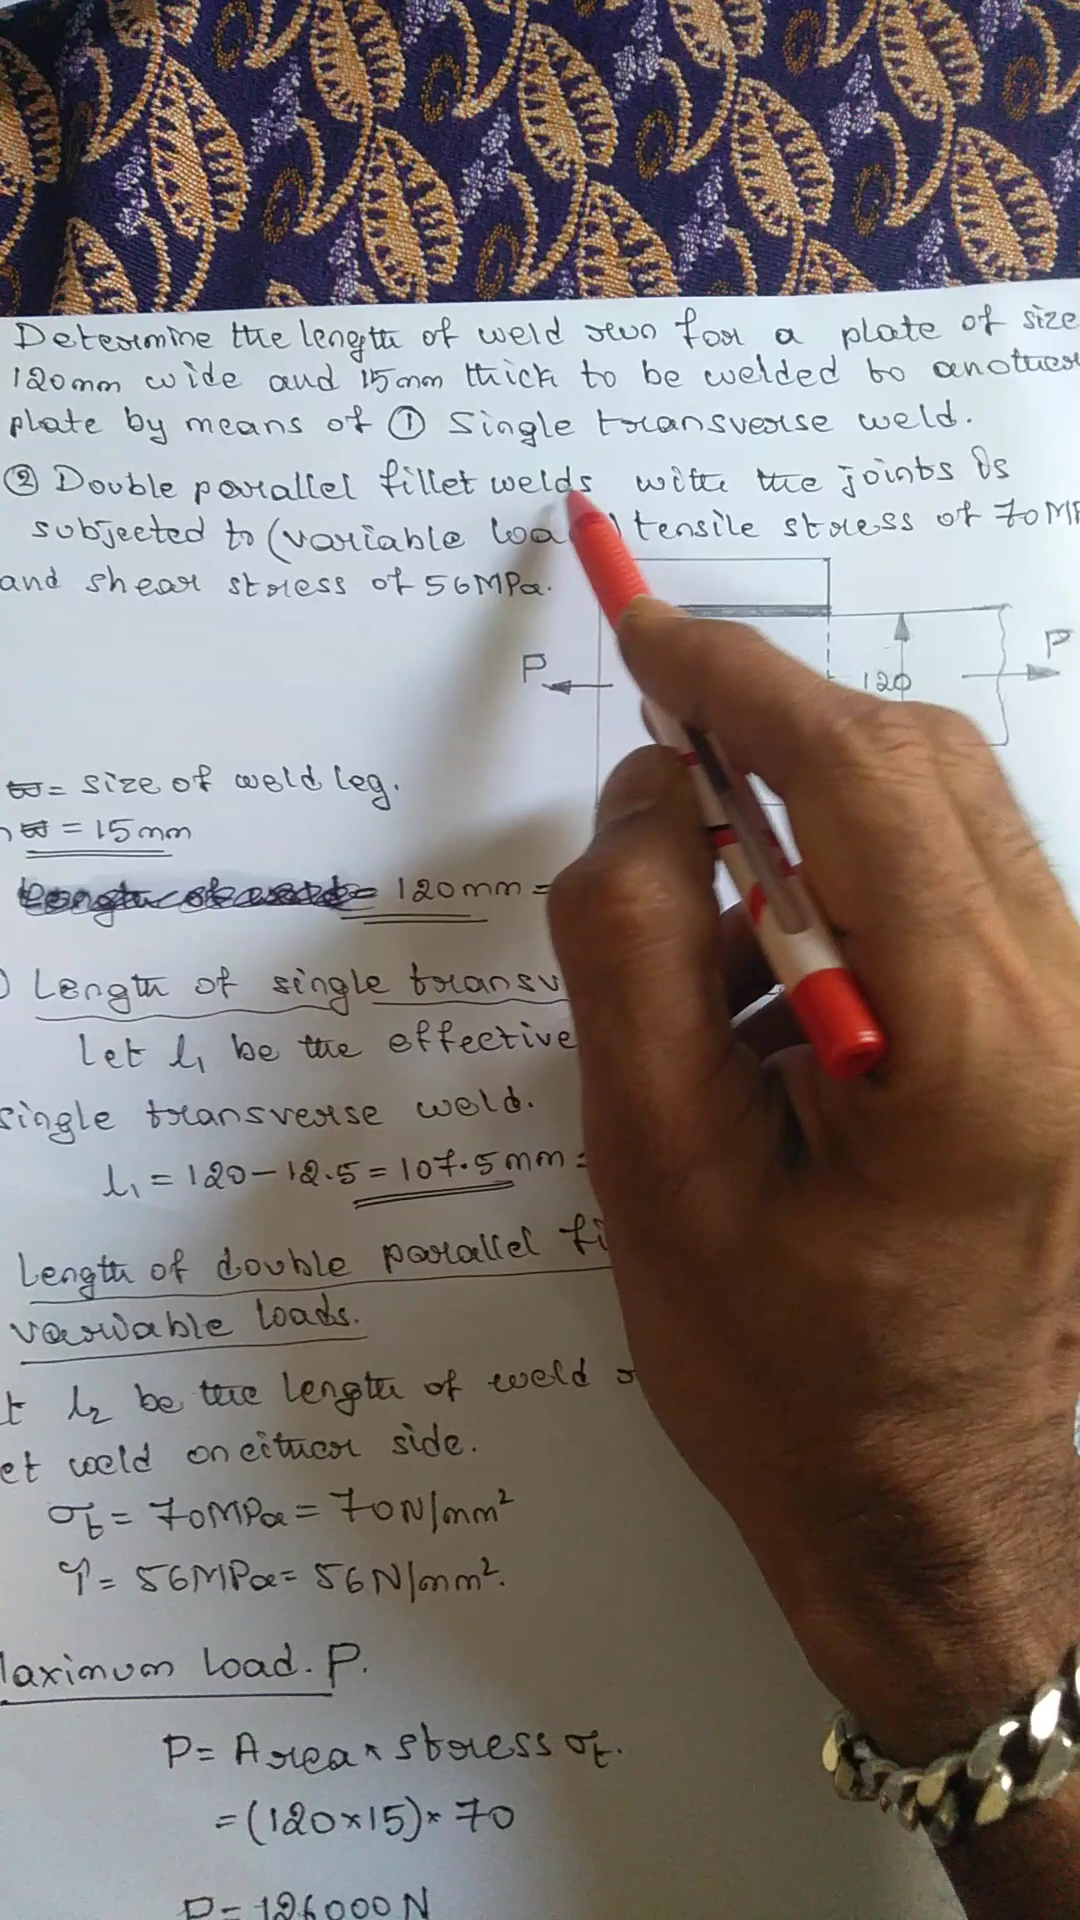 Determine the length of weld run for a plate of size
120mm wide and 15mm thick to be welded to another
plate by means of ① Single transverse weld.
② Double parallel fillet welds with the joints is
subjected to (variable tensile stress of 70 MP
and shear stress of 56MPa.
P
P
120
= size of weld leg.
= 15mm
= 120mm =
Length of single transv
Let l₁ be the effective
single transverse weld.
l₁ = 120 - 12.5 = 107.5mm =
Length of double parallel fi
variable loads.
l₂ be the length of weld
et weld on either side.
σt = 70MPa = 70N/mm²
= 56MPa = 56N/mm².
aximum Load. P.
P = Area × stress σt.
= (120×15) × 70
P = 126000 N